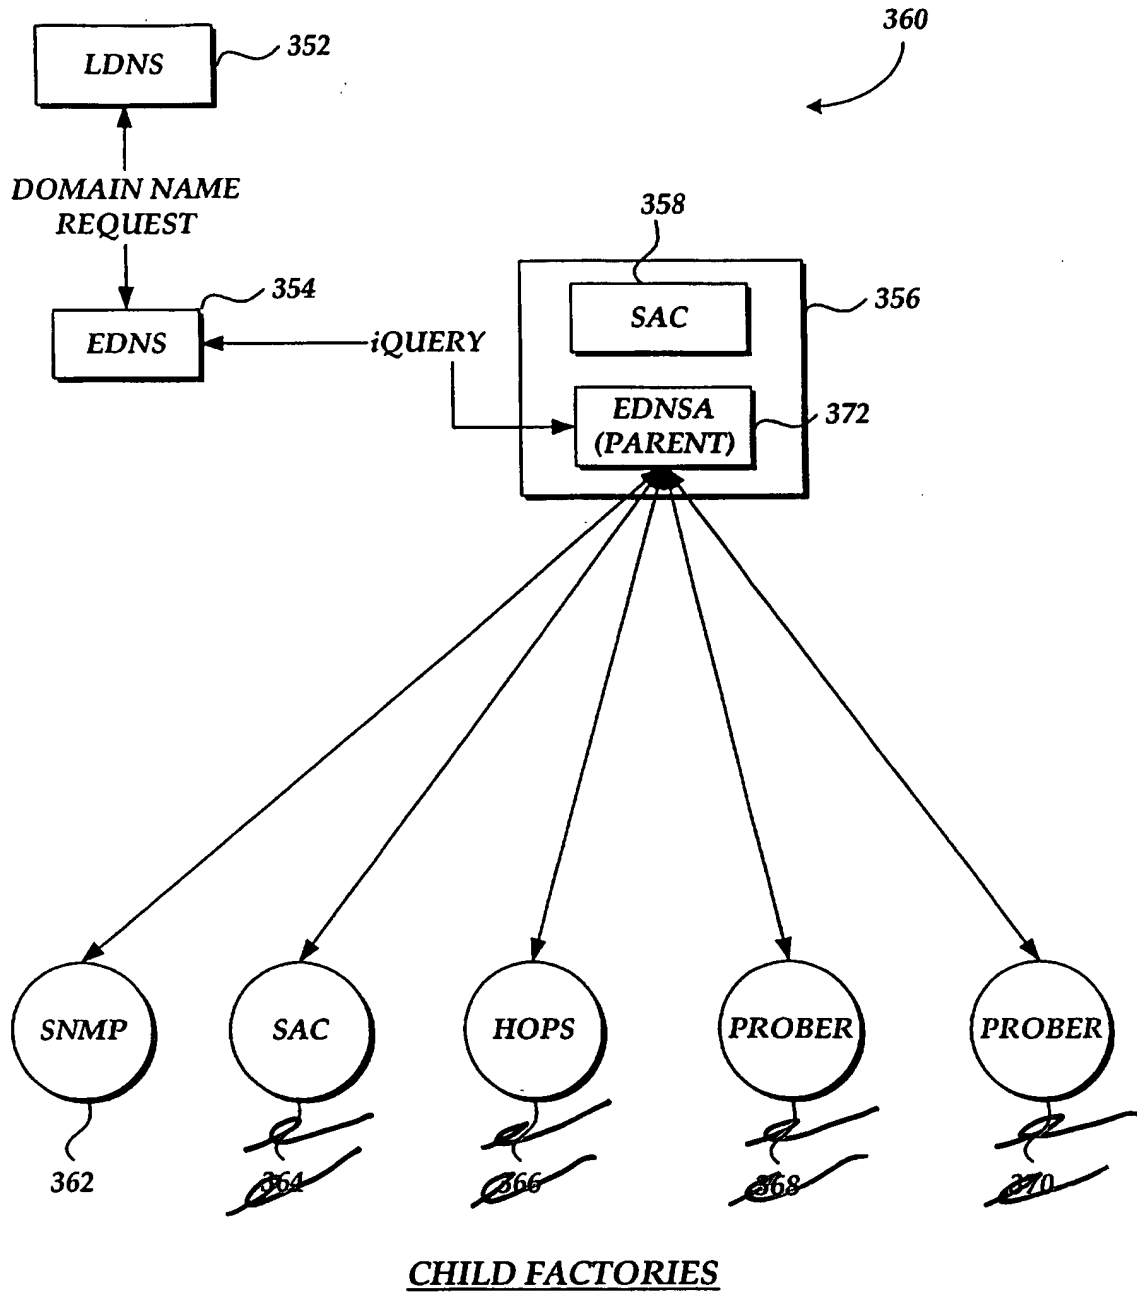 360
LDNS
352
DOMAIN NAME
REQUEST
358
354
356
SAC
EDNS
iQUERY
EDNSA
(PARENT)
372
SNMP
SAC
HOPS
PROBER
PROBER
362
364
366
368
370
CHILD FACTORIES